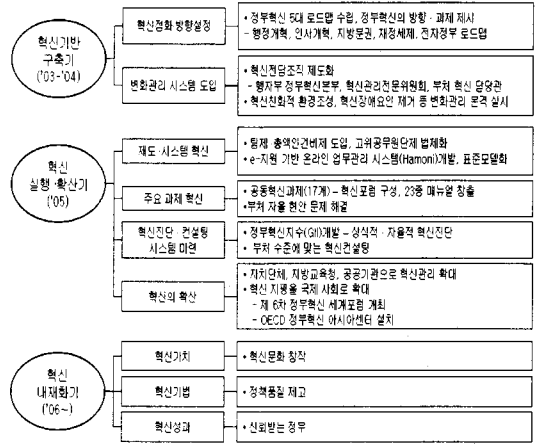 혁신기반
구축기
('03-'04)
혁신점화 방향설정
• 정부혁신 5대 로드맵 수립, 정부혁신의 방향·과제 제시
- 행정개혁, 인사개혁, 지방분권, 재정세제, 전자정부 로드맵
변화관리 시스템 도입
• 혁신전담조직 제도화
- 행자부 정부혁신본부, 혁신관리전문위원회, 부처 혁신 담당관
• 혁신친화적 환경조성, 혁신장애요인 제거 등 변화관리 본격 실시
혁신
실행·확산기
('05)
제도·시스템 혁신
• 팀제·총액인건비제 도입, 고위공무원단제 법제화
• e-지원 기반 온라인 업무관리 시스템(Hamoni)개발, 표준모델화
주요 과제 혁신
• 공동혁신과제(17개) - 혁신포럼 구성, 23종 매뉴얼 창출
• 부처 자율 현안 문제 해결
혁신진단·컨설팅
시스템 마련
• 정부혁신지수(GII)개발 - 상식적·자율적 혁신진단
• 부처 수준에 맞는 혁신컨설팅
혁신의 확산
• 자치단체, 지방교육청, 공공기관으로 혁신관리 확대
• 혁신 지평을 국제 사회로 확대
- 제 6차 정부혁신 세계포럼 개최
- OECD 정부혁신 아시아센터 설치
혁신
내재화기
('06~)
혁신가치
• 혁신문화 창작
혁신기법
• 정책품질 제고
혁신성과
• 신뢰받는 정부